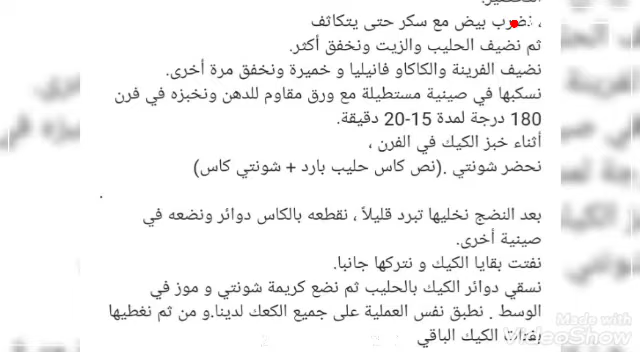 التحضير.
، نضرب بيض مع سكر حتى يتكاثف
ثم نضيف الحليب والزيت ونخفق أكثر.
نضيف الفرينة والكاكاو فانيليا و خميرة ونخفق مرة أخرى.
نسكبها في صينية مستطيلة مع ورق مقاوم للدهن ونخبزه في فرن
180 درجة لمدة 15-20 دقيقة.
أثناء خبز الكيك في الفرن ،
نحضر شونتي .(نص كاس حليب بارد + شونتي كاس)
.
بعد النضج نخليها تبرد قليلاً ، نقطعه بالكاس دوائر ونضعه في
صينية أخرى.
نفتت بقايا الكيك و نتركها جانبا.
نسقي دوائر الكيك بالحليب ثم نضع كريمة شونتي و موز في
الوسط . نطبق نفس العملية على جميع الكعك لدينا.و من ثم نغطيها
بفتات الكيك الباقي
Made with
VideoShow